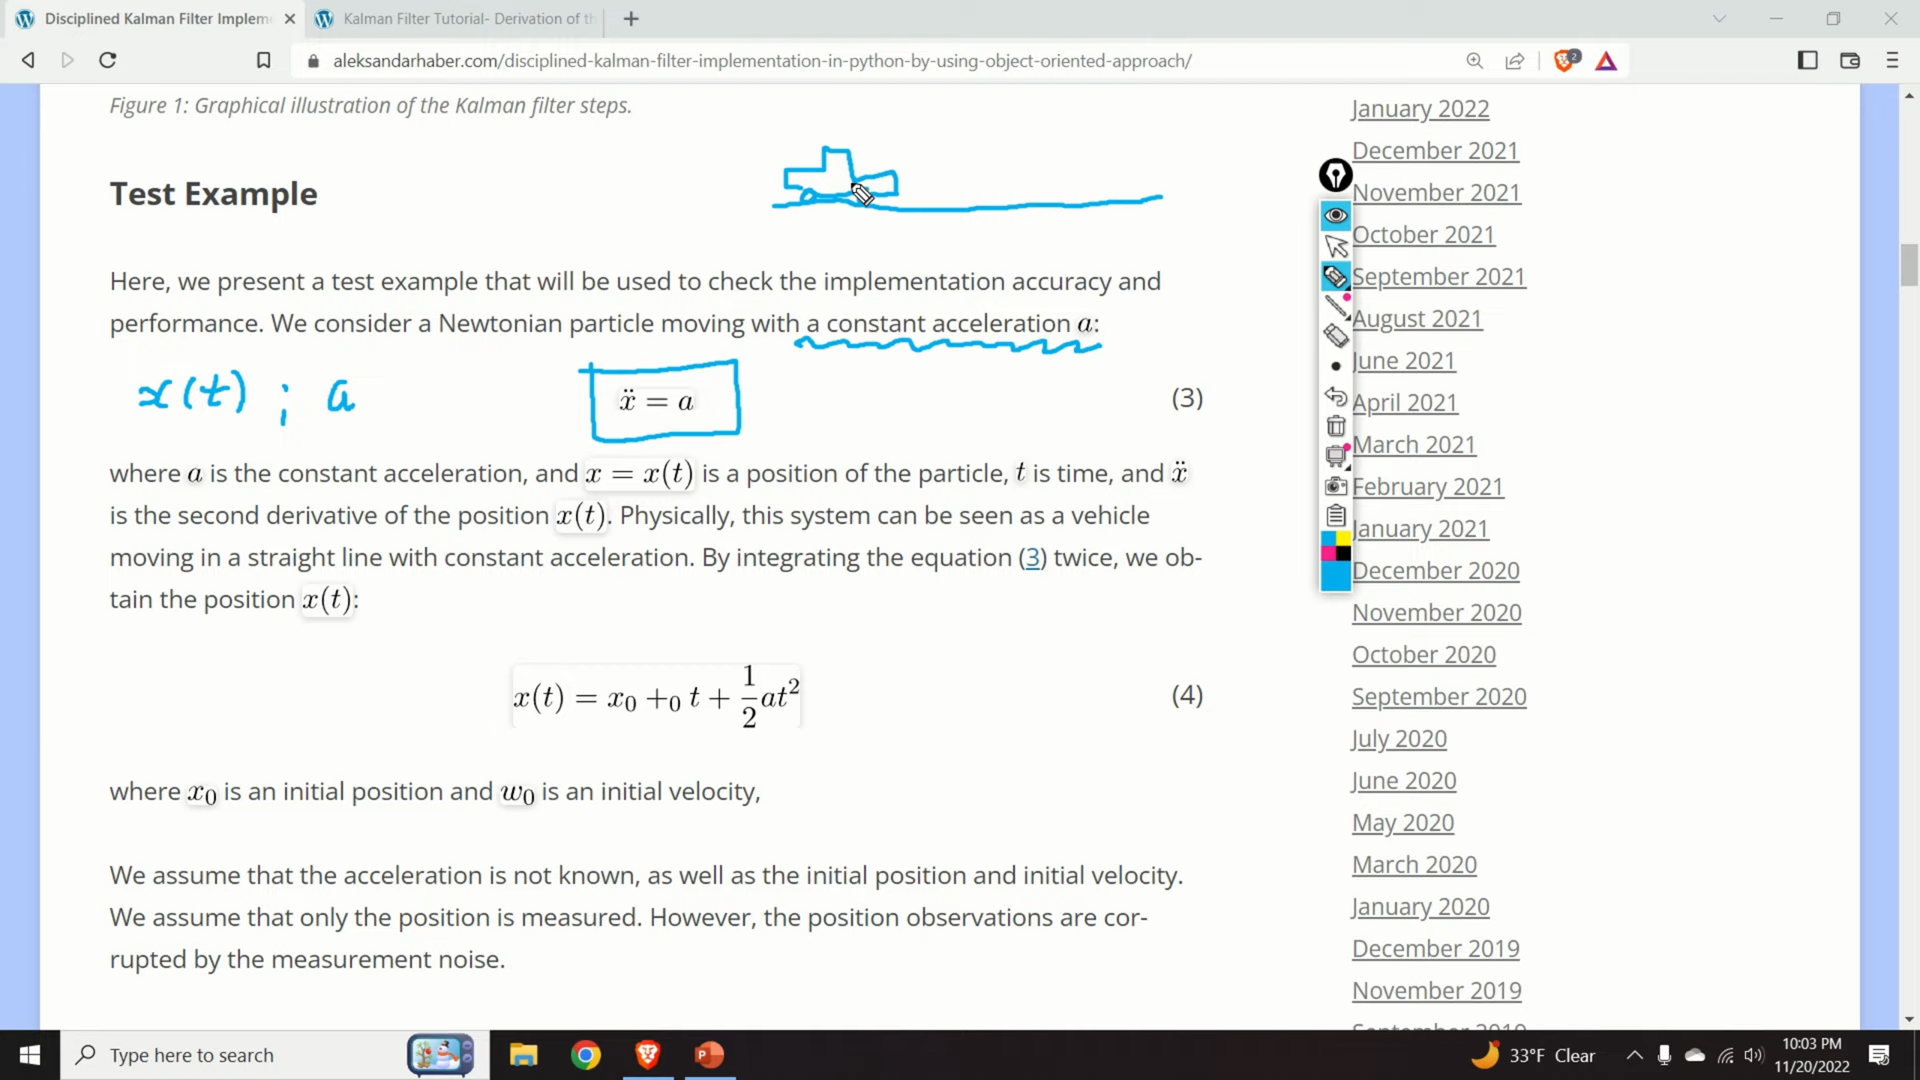 Disciplined Kalman Filter Implem
Kalman Filter Tutorial- Derivation of th
aleksandarhaber.com/disciplined-kalman-filter-implementation-in-python-by-using-object-oriented-approach/
2
Figure 1: Graphical illustration of the Kalman filter steps.
Test Example
Here, we present a test example that will be used to check the implementation accuracy and
performance. We consider a Newtonian particle moving with a constant acceleration a:
x(t) ; a
ẍ = a (3)
where a is the constant acceleration, and x = x(t) is a position of the particle, t is time, and ẍ
is the second derivative of the position x(t). Physically, this system can be seen as a vehicle
moving in a straight line with constant acceleration. By integrating the equation (3) twice, we ob-
tain the position x(t):
x(t) = x₀ +₀ t + 1/2 at² (4)
where x₀ is an initial position and w₀ is an initial velocity,
We assume that the acceleration is not known, as well as the initial position and initial velocity.
We assume that only the position is measured. However, the position observations are cor-
rupted by the measurement noise.
January 2022
December 2021
November 2021
October 2021
September 2021
August 2021
June 2021
April 2021
March 2021
February 2021
January 2021
December 2020
November 2020
October 2020
September 2020
July 2020
June 2020
May 2020
March 2020
January 2020
December 2019
November 2019
September 2019
Type here to search
33°F Clear
10:03 PM
11/20/2022